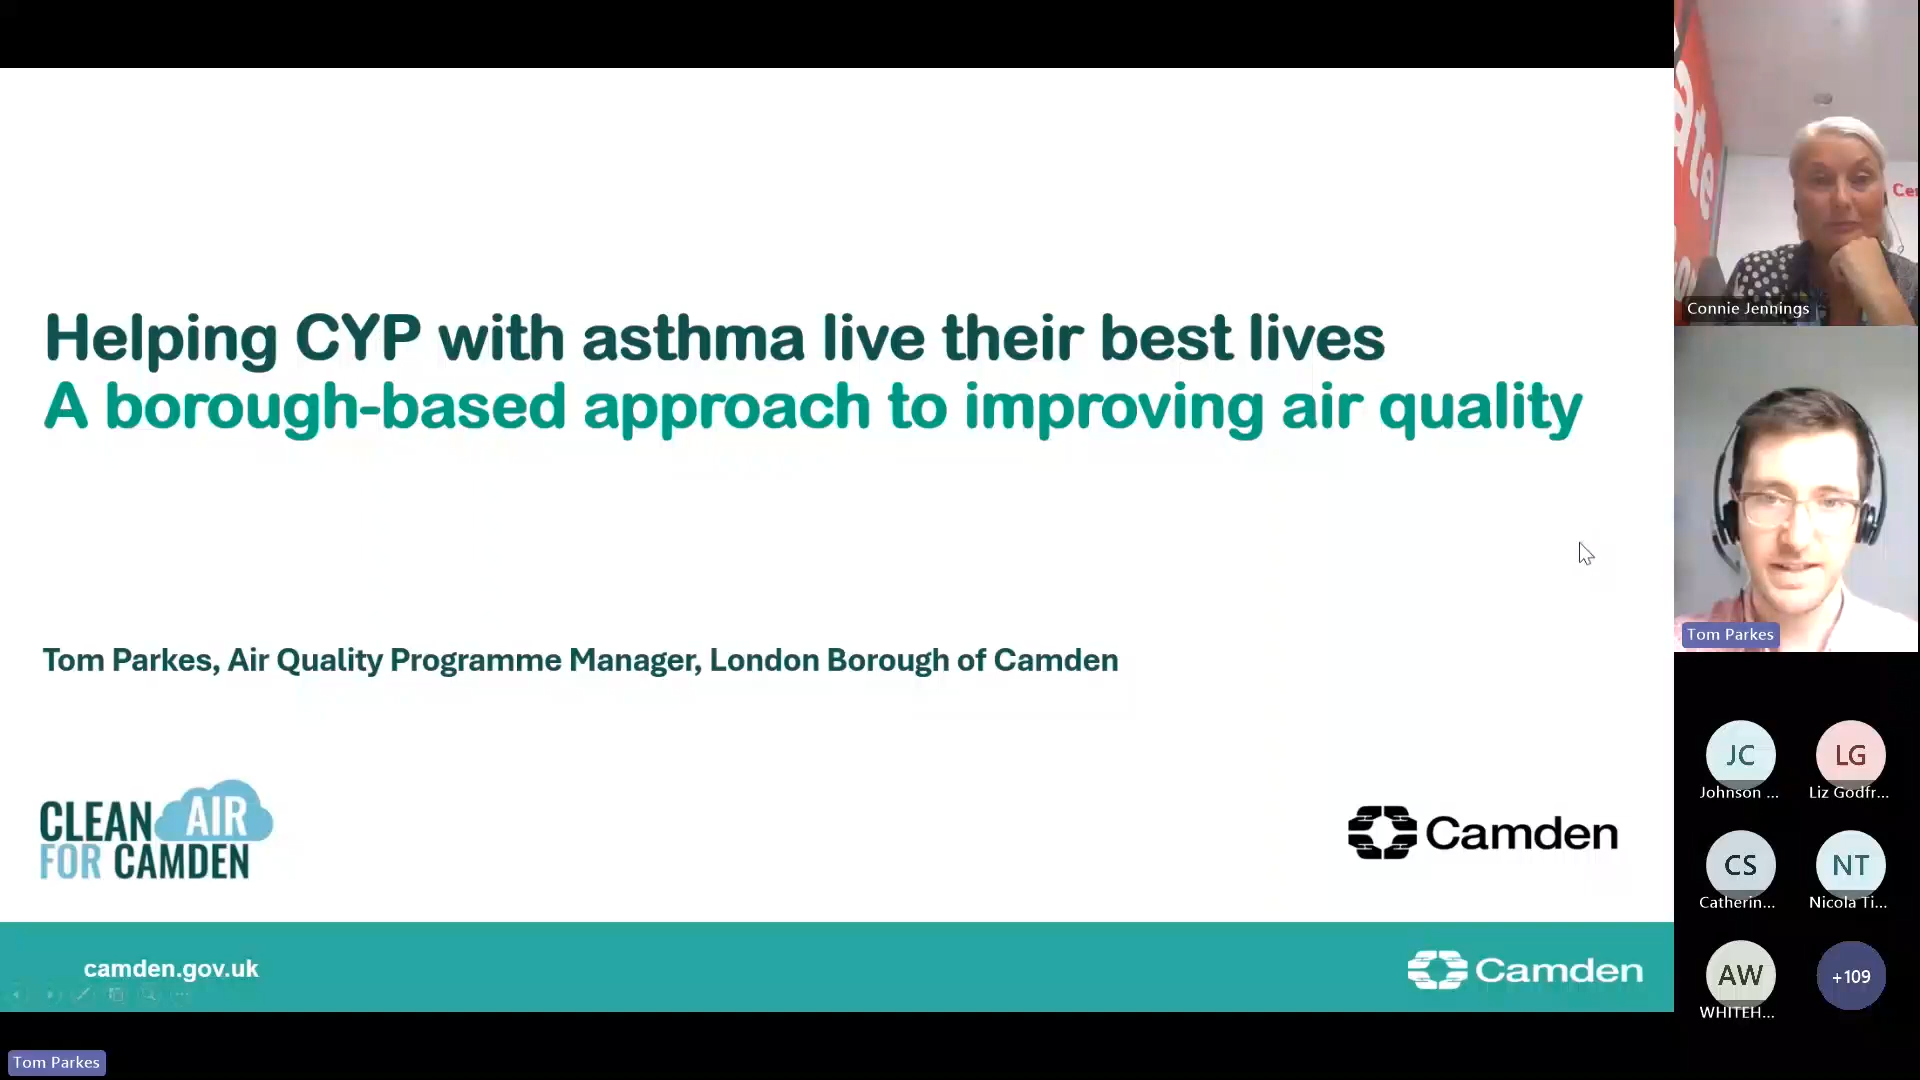 Helping CYP with asthma live their best lives
A borough-based approach to improving air quality
Tom Parkes, Air Quality Programme Manager, London Borough of Camden
CLEAN AIR
FOR CAMDEN
Camden
camden.gov.uk
Camden
Tom Parkes
ate
Cer
Connie Jennings
Tom Parkes
JC
LG
Johnson ...
Liz Godfr...
CS
NT
Catherin...
Nicola Ti...
AW
+109
WHITEH...